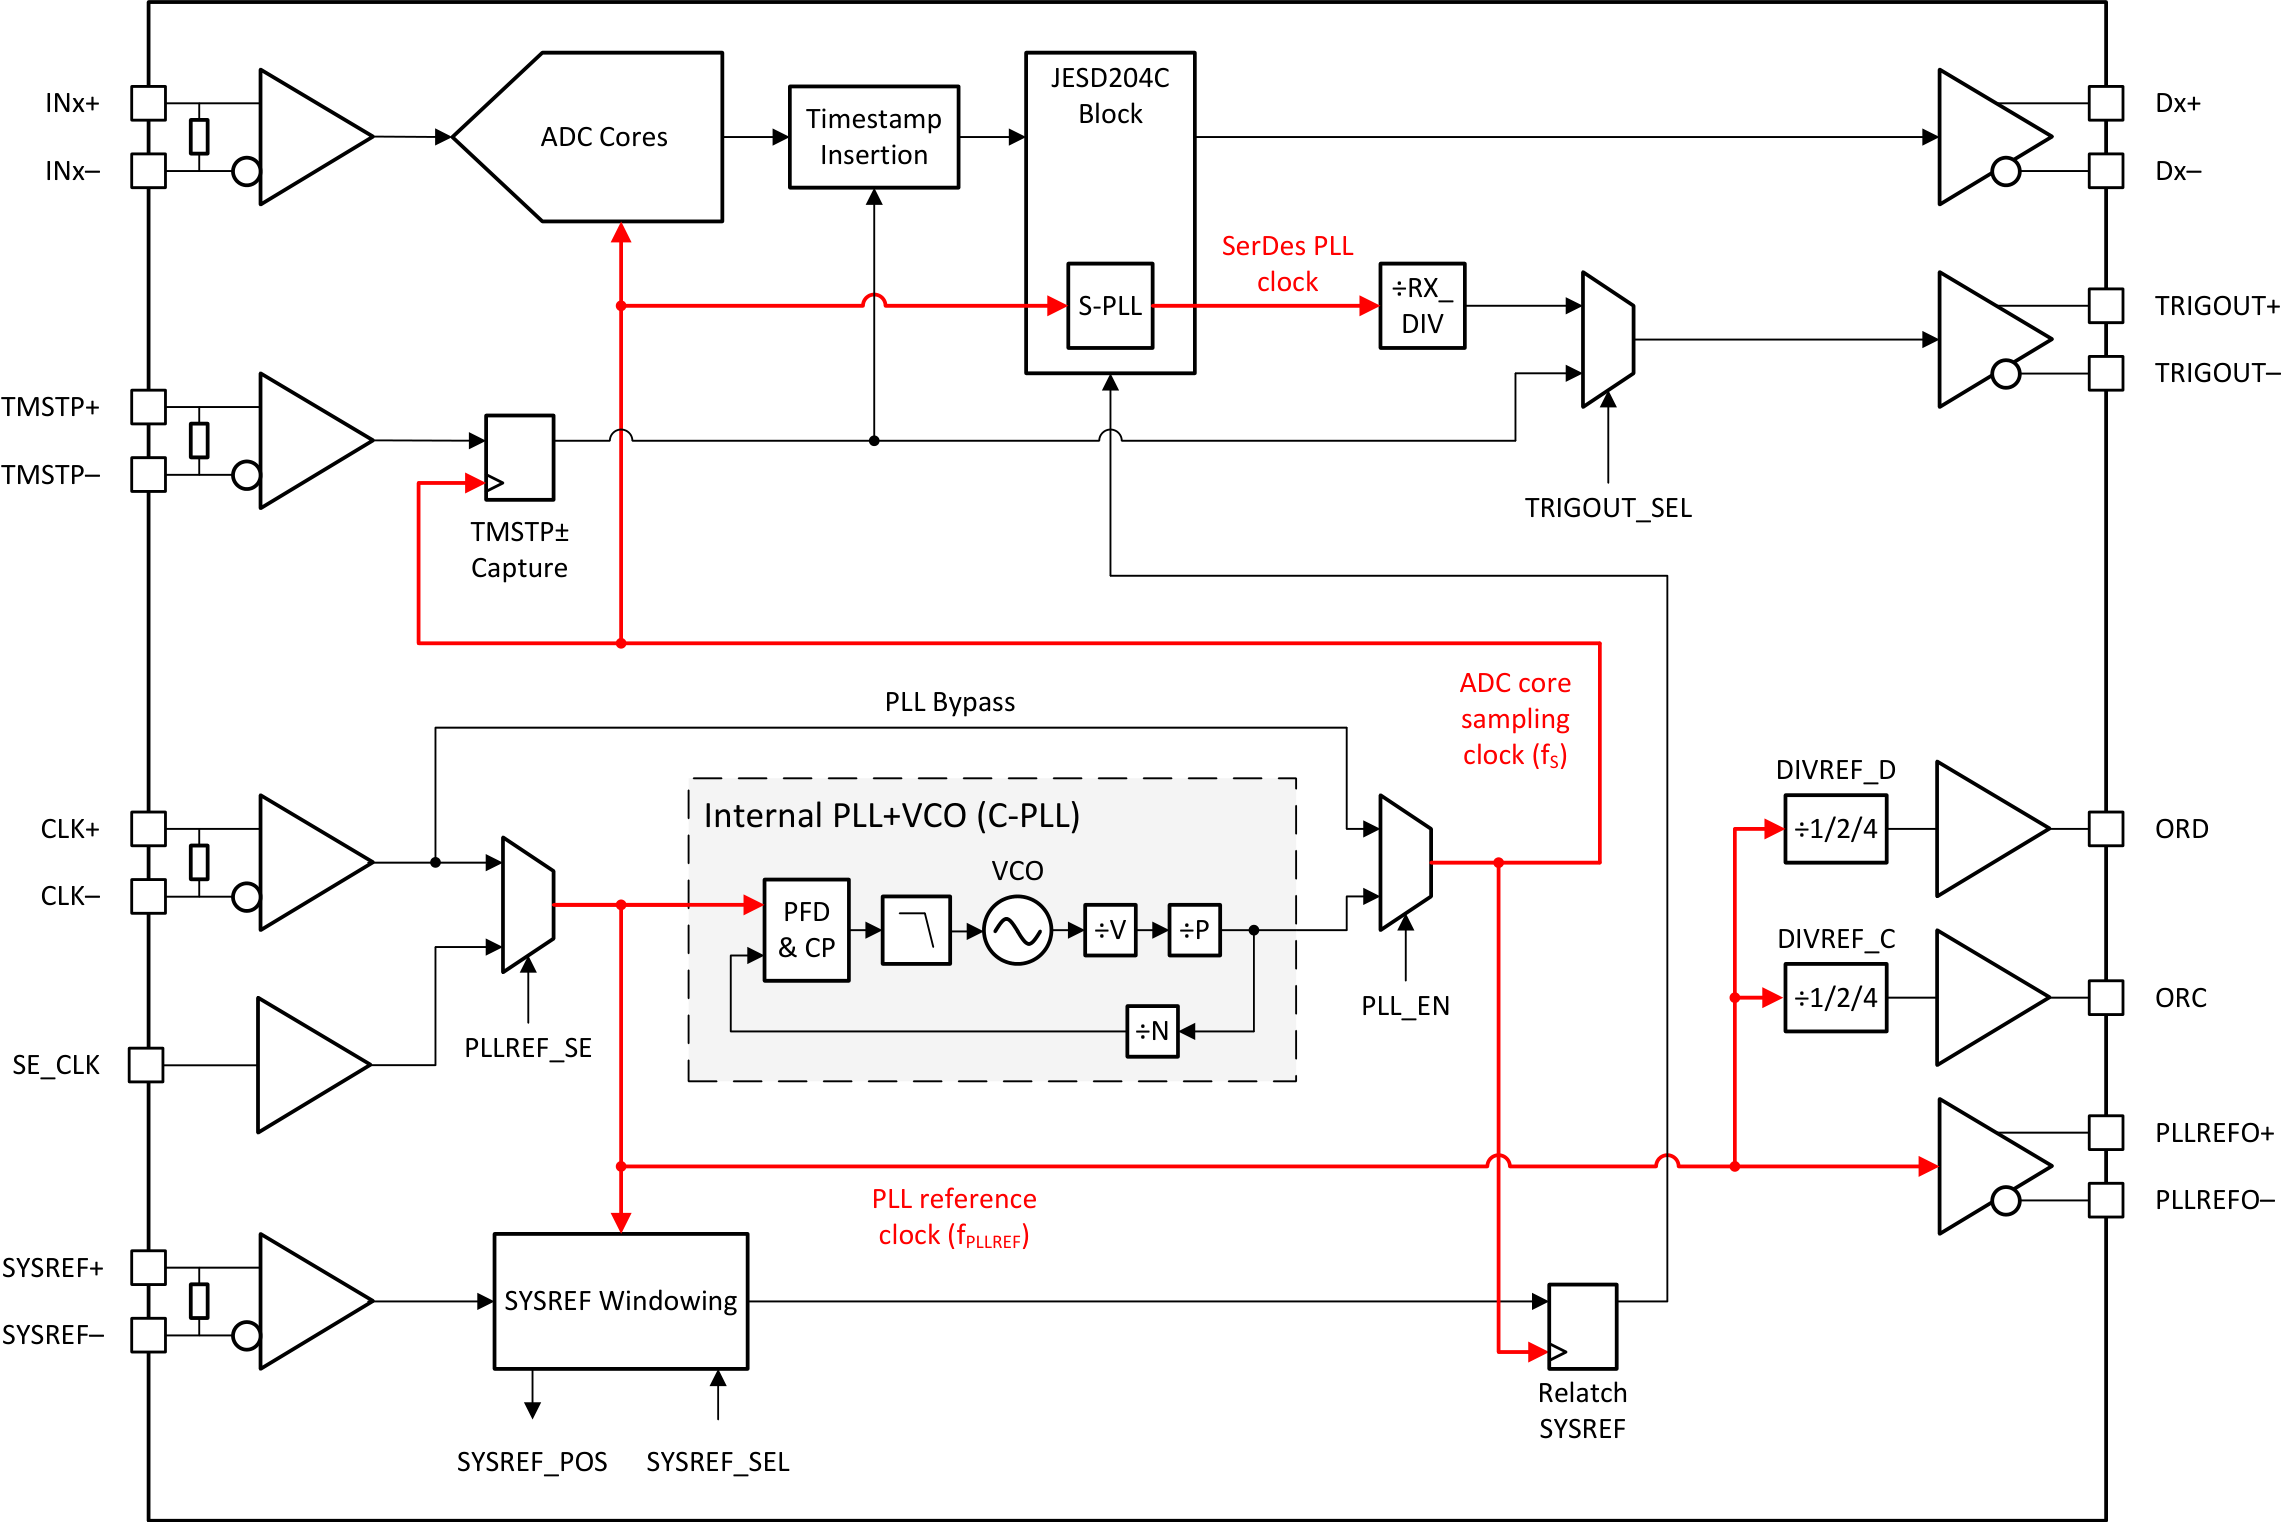 INx+
INx–
ADC Cores
Timestamp
Insertion
JESD204C
Block
Dx+
Dx–
SerDes PLL
clock
S-PLL
÷RX_
DIV
TRIGOUT+
TRIGOUT–
TMSTP+
TMSTP–
TMSTP±
Capture
TRIGOUT_SEL
ADC core
sampling
clock (fS)
PLL Bypass
CLK+
CLK–
Internal PLL+VCO (C-PLL)
VCO
PFD
& CP
÷V
÷P
÷N
PLL_EN
PLLREF_SE
SE_CLK
DIVREF_D
÷1/2/4
ORD
DIVREF_C
÷1/2/4
ORC
PLLREFO+
PLLREFO–
PLL reference
clock (fPLLREF)
SYSREF+
SYSREF–
SYSREF Windowing
Relatch
SYSREF
SYSREF_POS
SYSREF_SEL